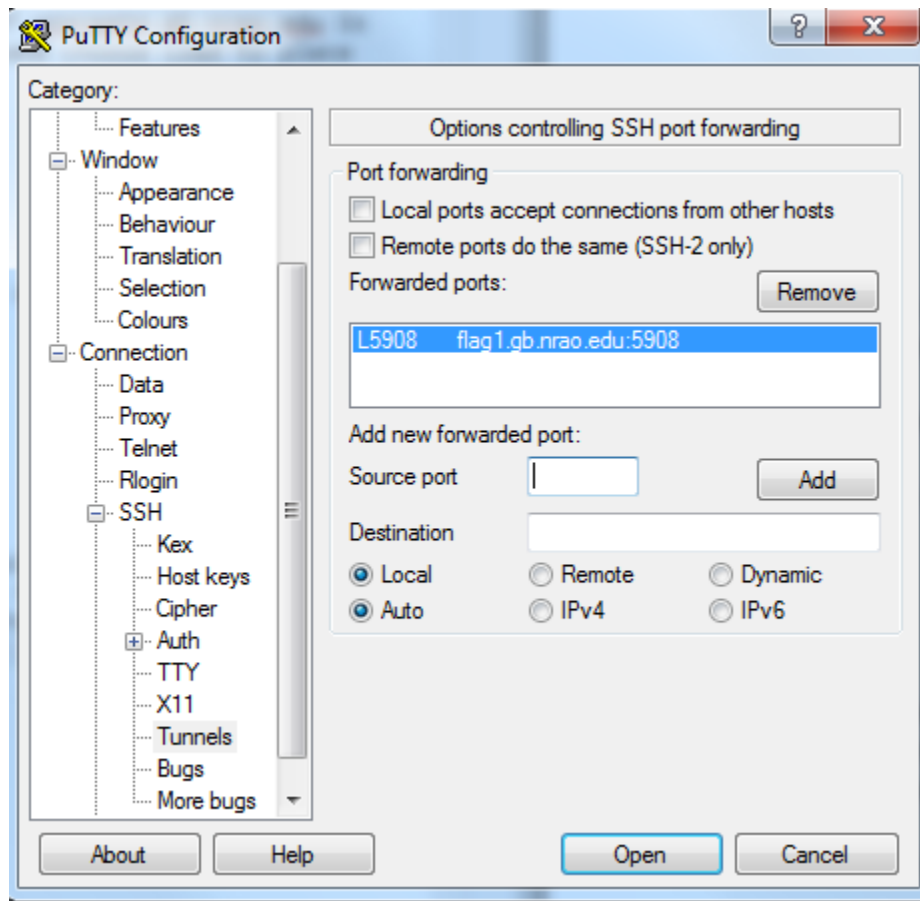 PuTTY Configuration
?
X
Category:
Features
Window
Appearance
Behaviour
Translation
Selection
Colours
Connection
Data
Proxy
Telnet
Rlogin
SSH
Kex
Host keys
Cipher
Auth
TTY
X11
Tunnels
Bugs
More bugs
Options controlling SSH port forwarding
Port forwarding
Local ports accept connections from other hosts
Remote ports do the same (SSH-2 only)
Forwarded ports:
Remove
L5908 flag1.gb.nrao.edu:5908
Add new forwarded port:
Source port
Add
Destination
Local Remote Dynamic
Auto IPv4 IPv6
About Help Open Cancel